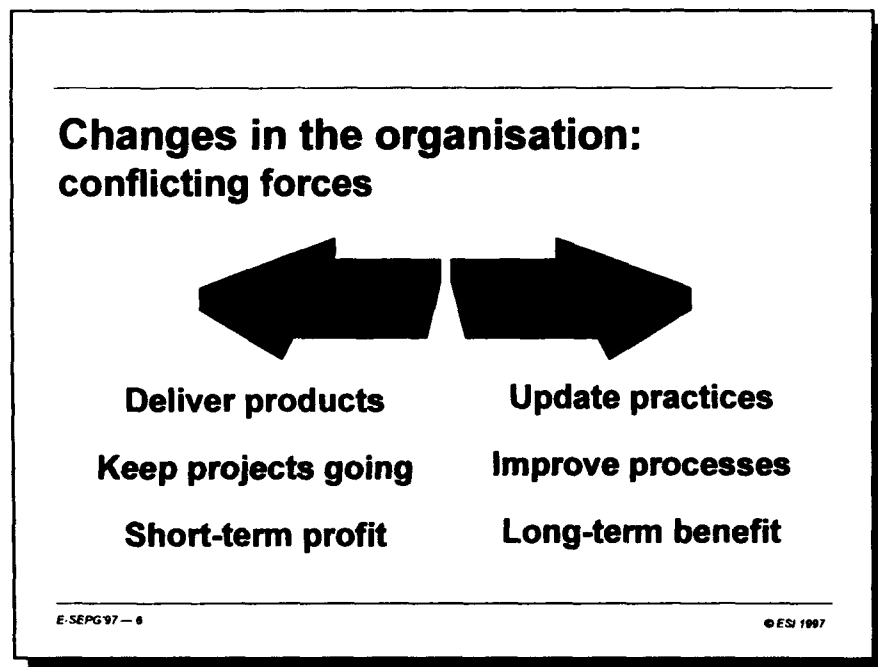 Changes in the organisation:
conflicting forces
Deliver products
Update practices
Keep projects going
Improve processes
Short-term profit
Long-term benefit
E-SEPG'97 — 6
© ESI 1997